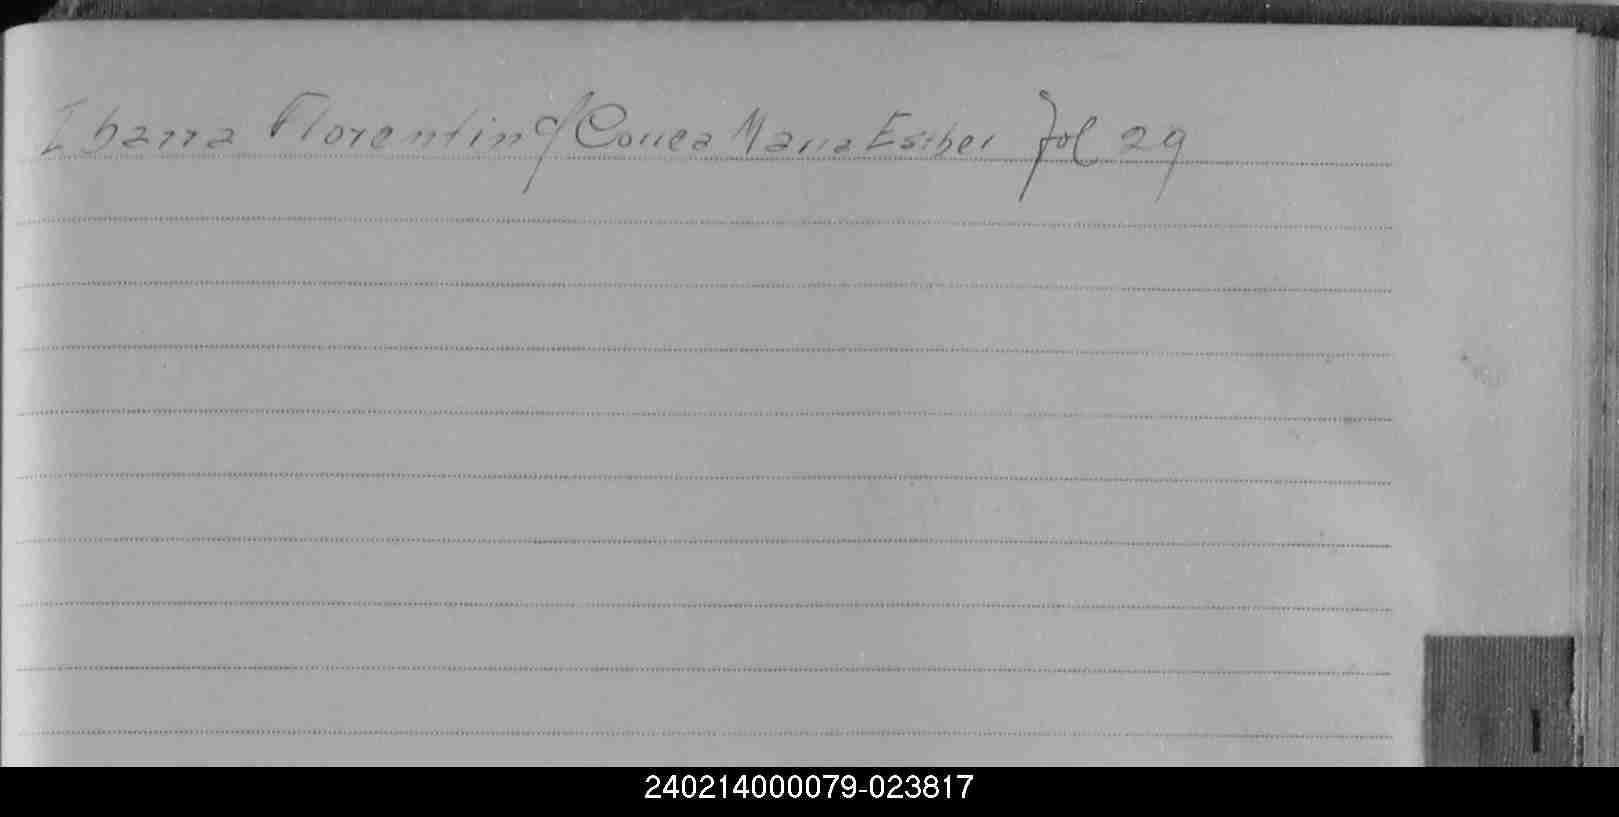 Ibarra Florentino / Correa Maria Esther Fol 29
I
240214000079-023817